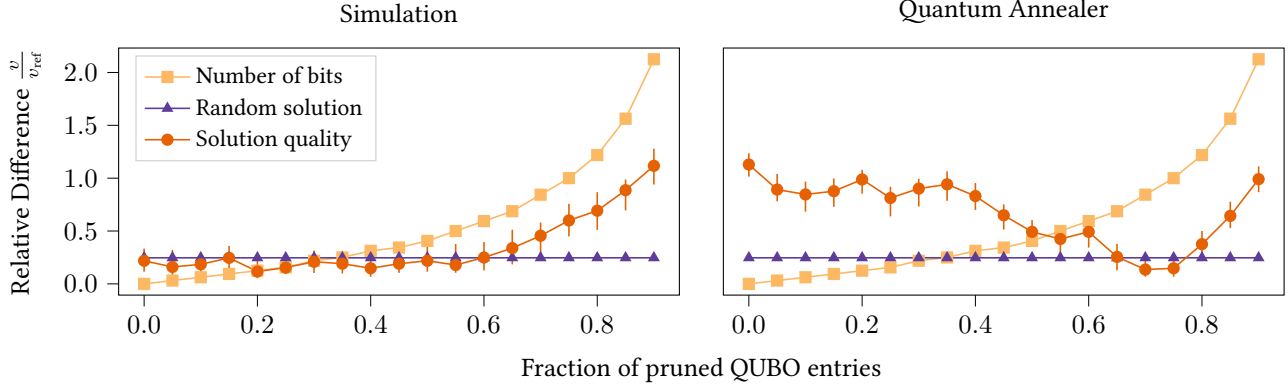 Simulation
Quantum Annealer
Relative Difference v/v_ref
2.0
1.5
1.0
0.5
0.0
Number of bits
Random solution
Solution quality
0.0 0.2 0.4 0.6 0.8
0.0 0.2 0.4 0.6 0.8
Fraction of pruned QUBO entries